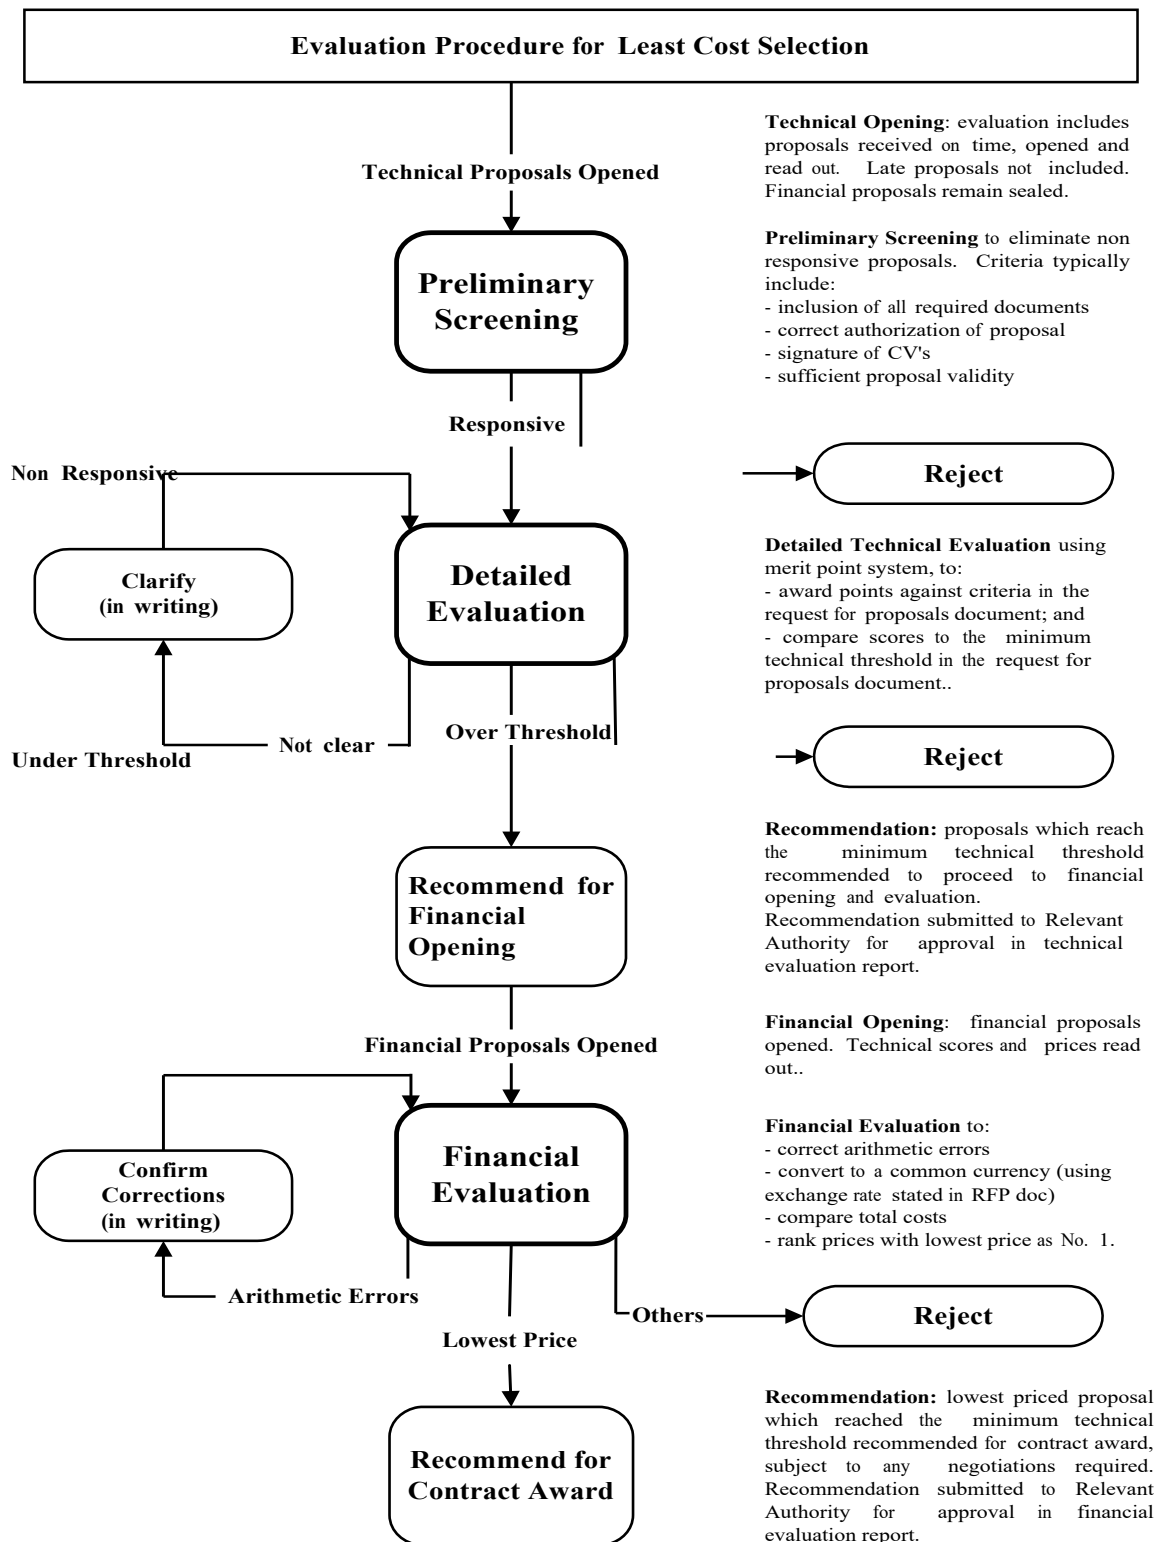 Evaluation Procedure for Least Cost Selection
Technical Opening: evaluation includes
proposals received on time, opened and
read out. Late proposals not included.
Financial proposals remain sealed.
Technical Proposals Opened
Preliminary Screening to eliminate non
responsive proposals. Criteria typically
include:
- inclusion of all required documents
- correct authorization of proposal
- signature of CV's
- sufficient proposal validity
Preliminary
Screening
Responsive
Non Responsive
Reject
Detailed Technical Evaluation using
merit point system, to:
- award points against criteria in the
request for proposals document; and
- compare scores to the minimum
technical threshold in the request for
proposals document..
Clarify
(in writing)
Detailed
Evaluation
Not clear
Over Threshold
Under Threshold
Reject
Recommendation: proposals which reach
the minimum technical threshold
recommended to proceed to financial
opening and evaluation.
Recommendation submitted to Relevant
Authority for approval in technical
evaluation report.
Recommend for
Financial
Opening
Financial Opening: financial proposals
opened. Technical scores and prices read
out..
Financial Proposals Opened
Financial Evaluation to:
- correct arithmetic errors
- convert to a common currency (using
exchange rate stated in RFP doc)
- compare total costs
- rank prices with lowest price as No. 1.
Confirm
Corrections
(in writing)
Financial
Evaluation
Arithmetic Errors
Others
Reject
Lowest Price
Recommendation: lowest priced proposal
which reached the minimum technical
threshold recommended for contract award,
subject to any negotiations required.
Recommendation submitted to Relevant
Authority for approval in financial
evaluation report.
Recommend for
Contract Award